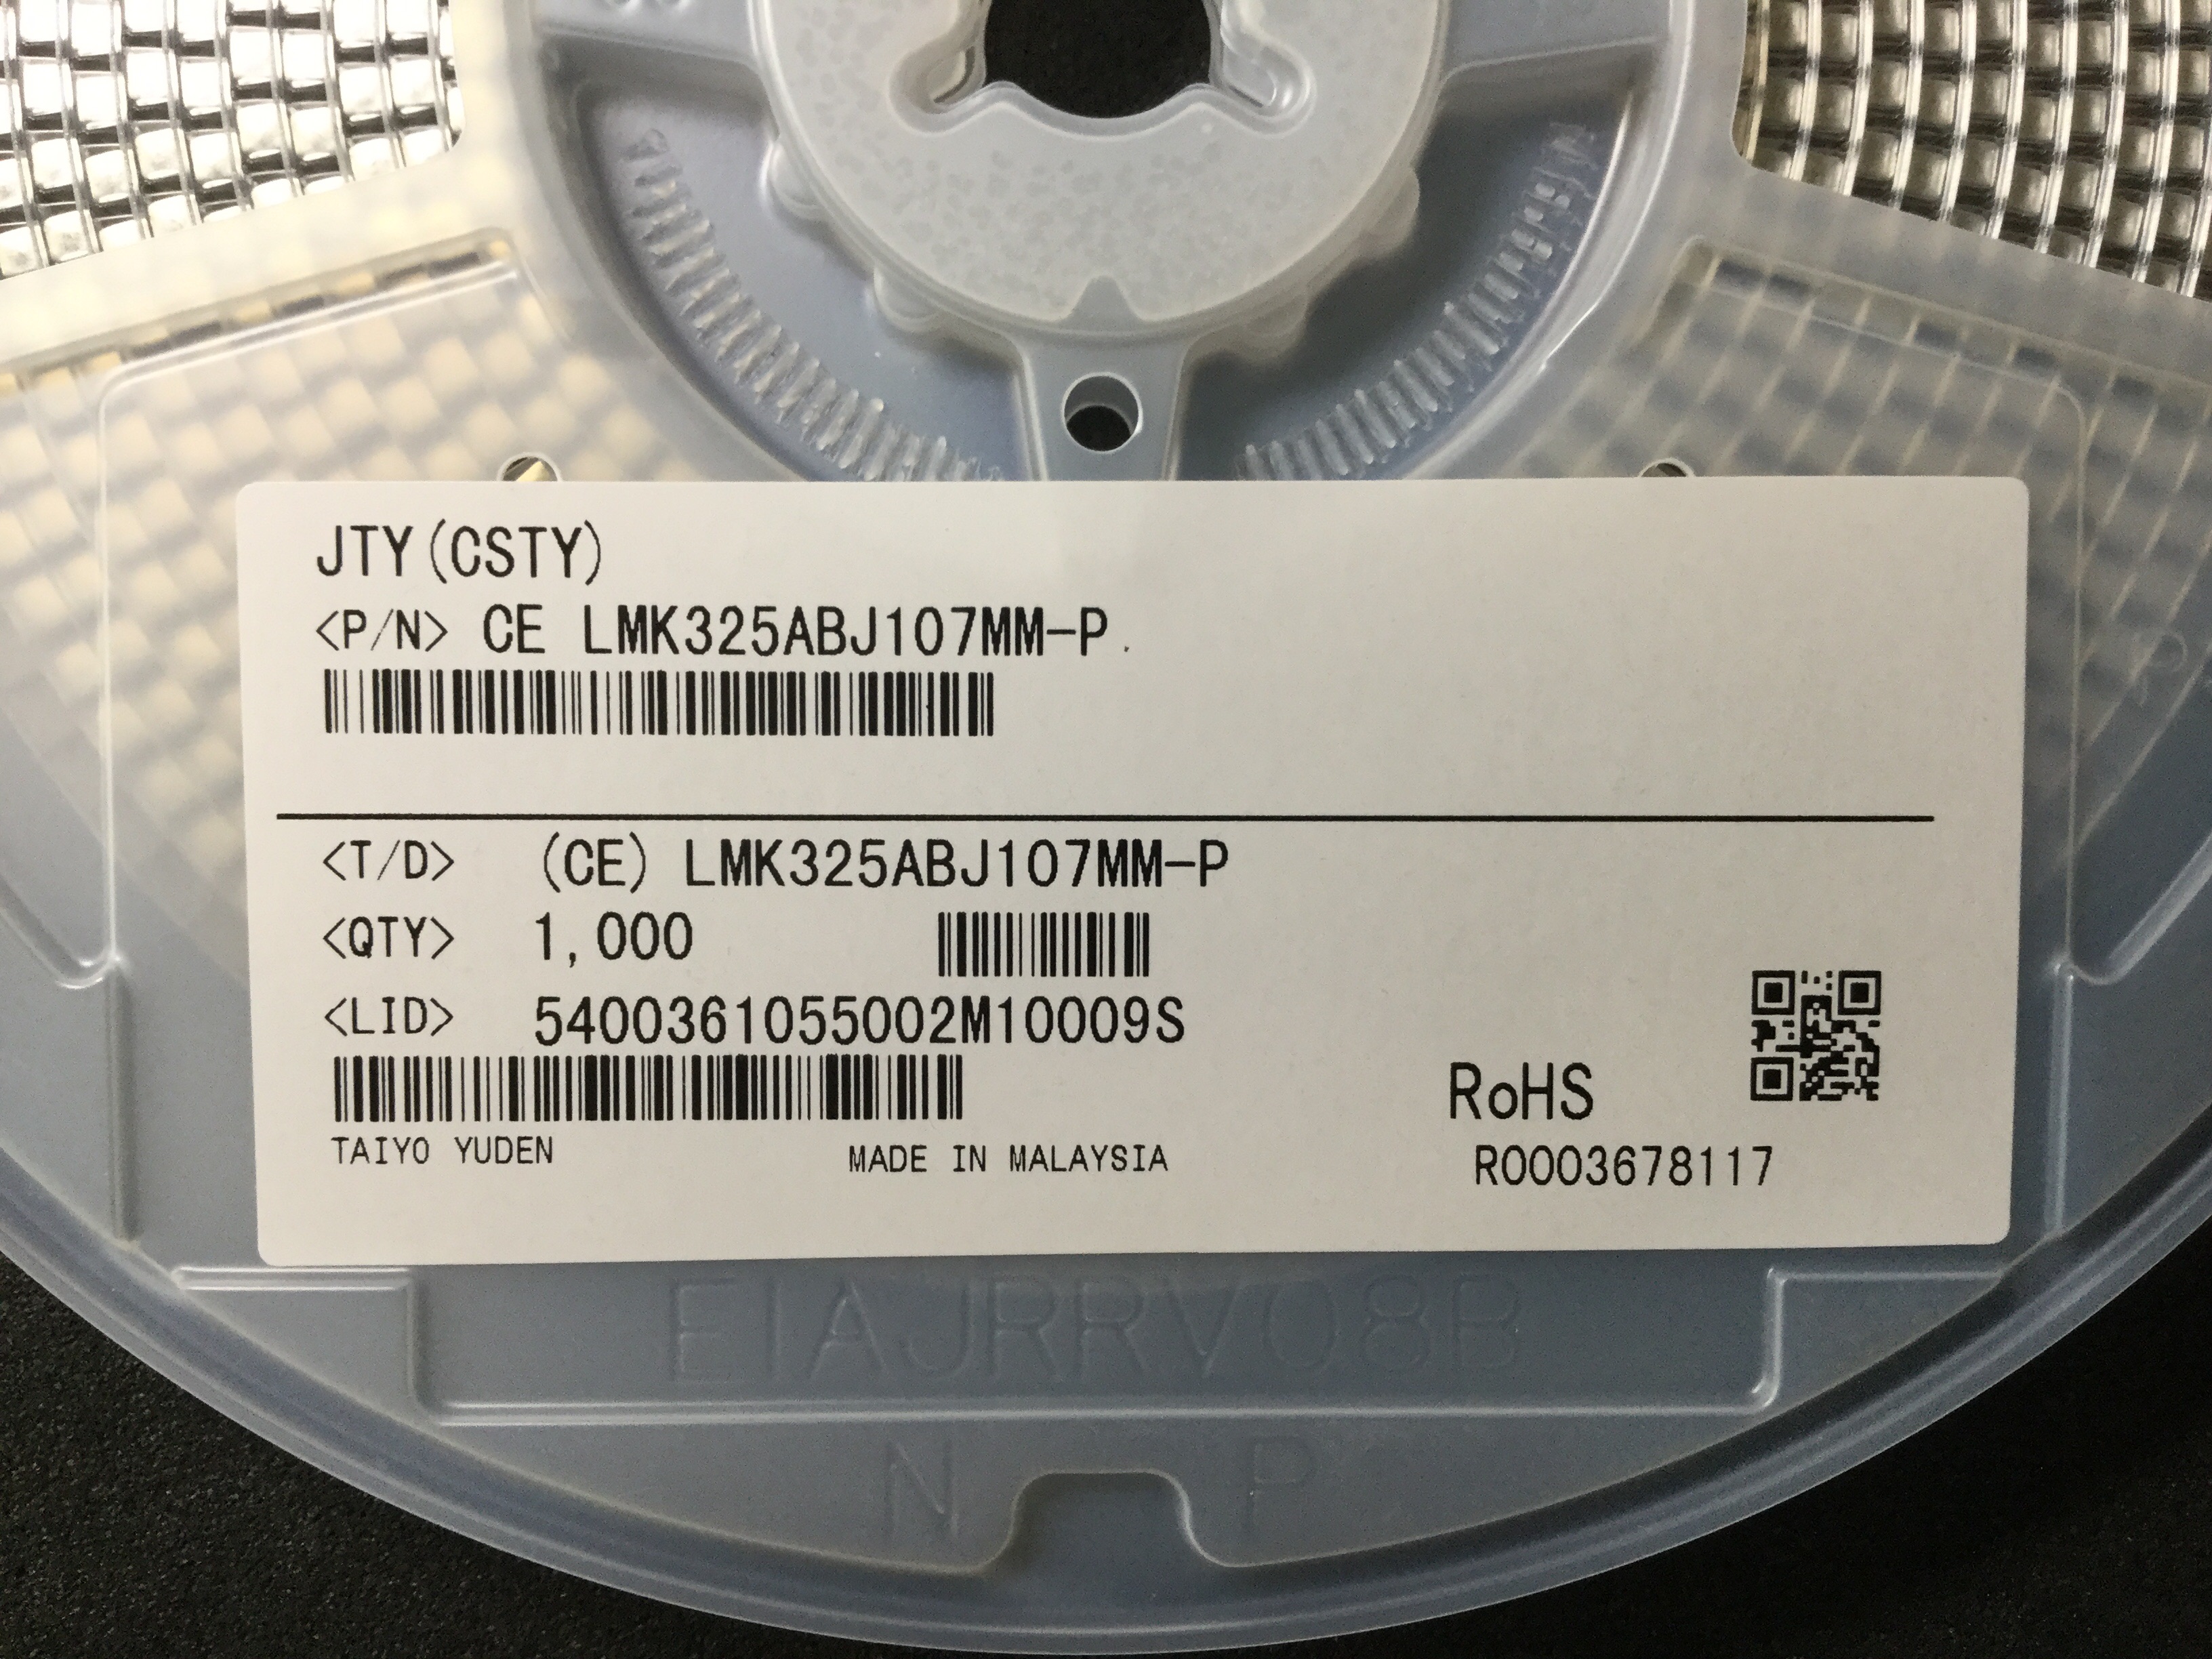 JTY(CSTY)
<P/N> CE LMK325ABJ107MM-P
<T/D> (CE) LMK325ABJ107MM-P
<QTY> 1,000
<LID> 5400361055002M10009S
RoHS
TAIYO YUDEN MADE IN MALAYSIA R0003678117
EIAJRRV08B
N P